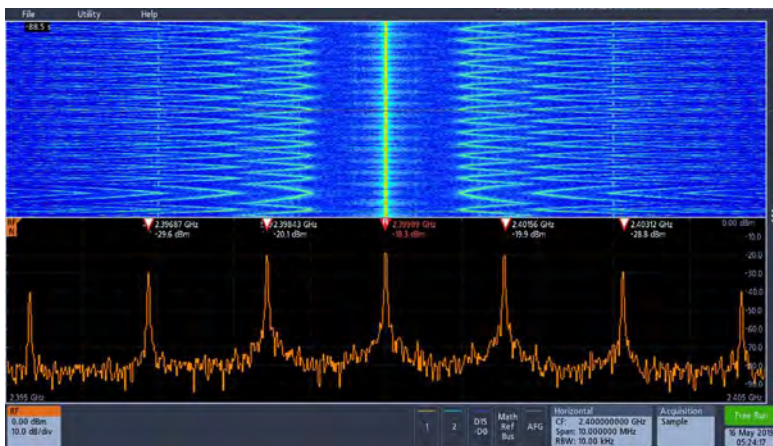 File Utility Help
-88.5 s
2.39687 GHz
-29.6 dBm
2.39843 GHz
-20.1 dBm
2.39999 GHz
-18.3 dBm
2.40156 GHz
-19.9 dBm
2.40312 GHz
-28.8 dBm
0.00 dBm
-10.0
-20.0
-30.0
-40.0
-50.0
-60.0
-70.0
-80.0
-90.0
2.395 GHz
2.405 GHz
RF
0.00 dBm
10.0 dB/div
1
2
D15
-D0
Math
Ref
Bus
AFG
Horizontal
CF: 2.400000000 GHz
Span: 10.000000 MHz
RBW: 10.00 kHz
Acquisition
Sample
Free Run
16 May 2019
05:24:17